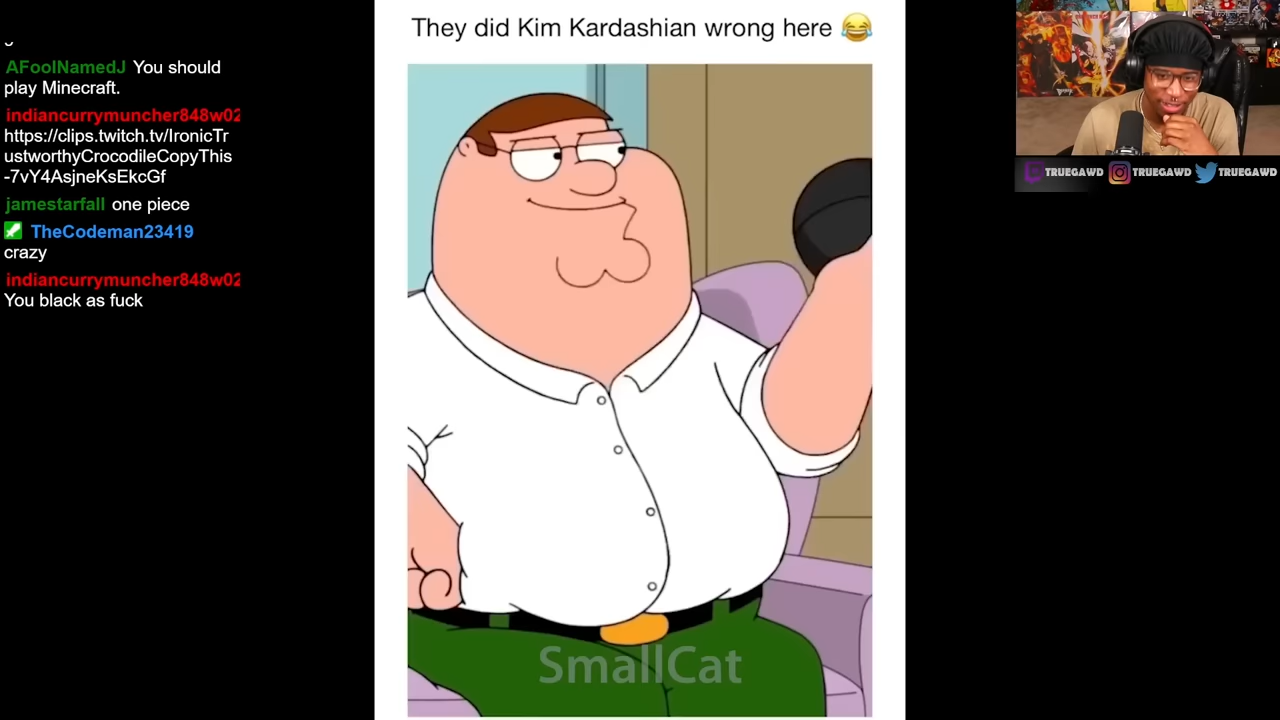 They did Kim Kardashian wrong here 😂
AFoolNamedJ You should
play Minecraft.
indiancurrymuncher848w02
https://clips.twitch.tv/IronicTr
ustworthyCrocodileCopyThis
-7vY4AsjneKsEkcGf
jamestarfall one piece
TheCodeman23419
crazy
indiancurrymuncher848w02
You black as fuck
TRUEGAWD TRUEGAWD TRUEGAWD
SmallCat